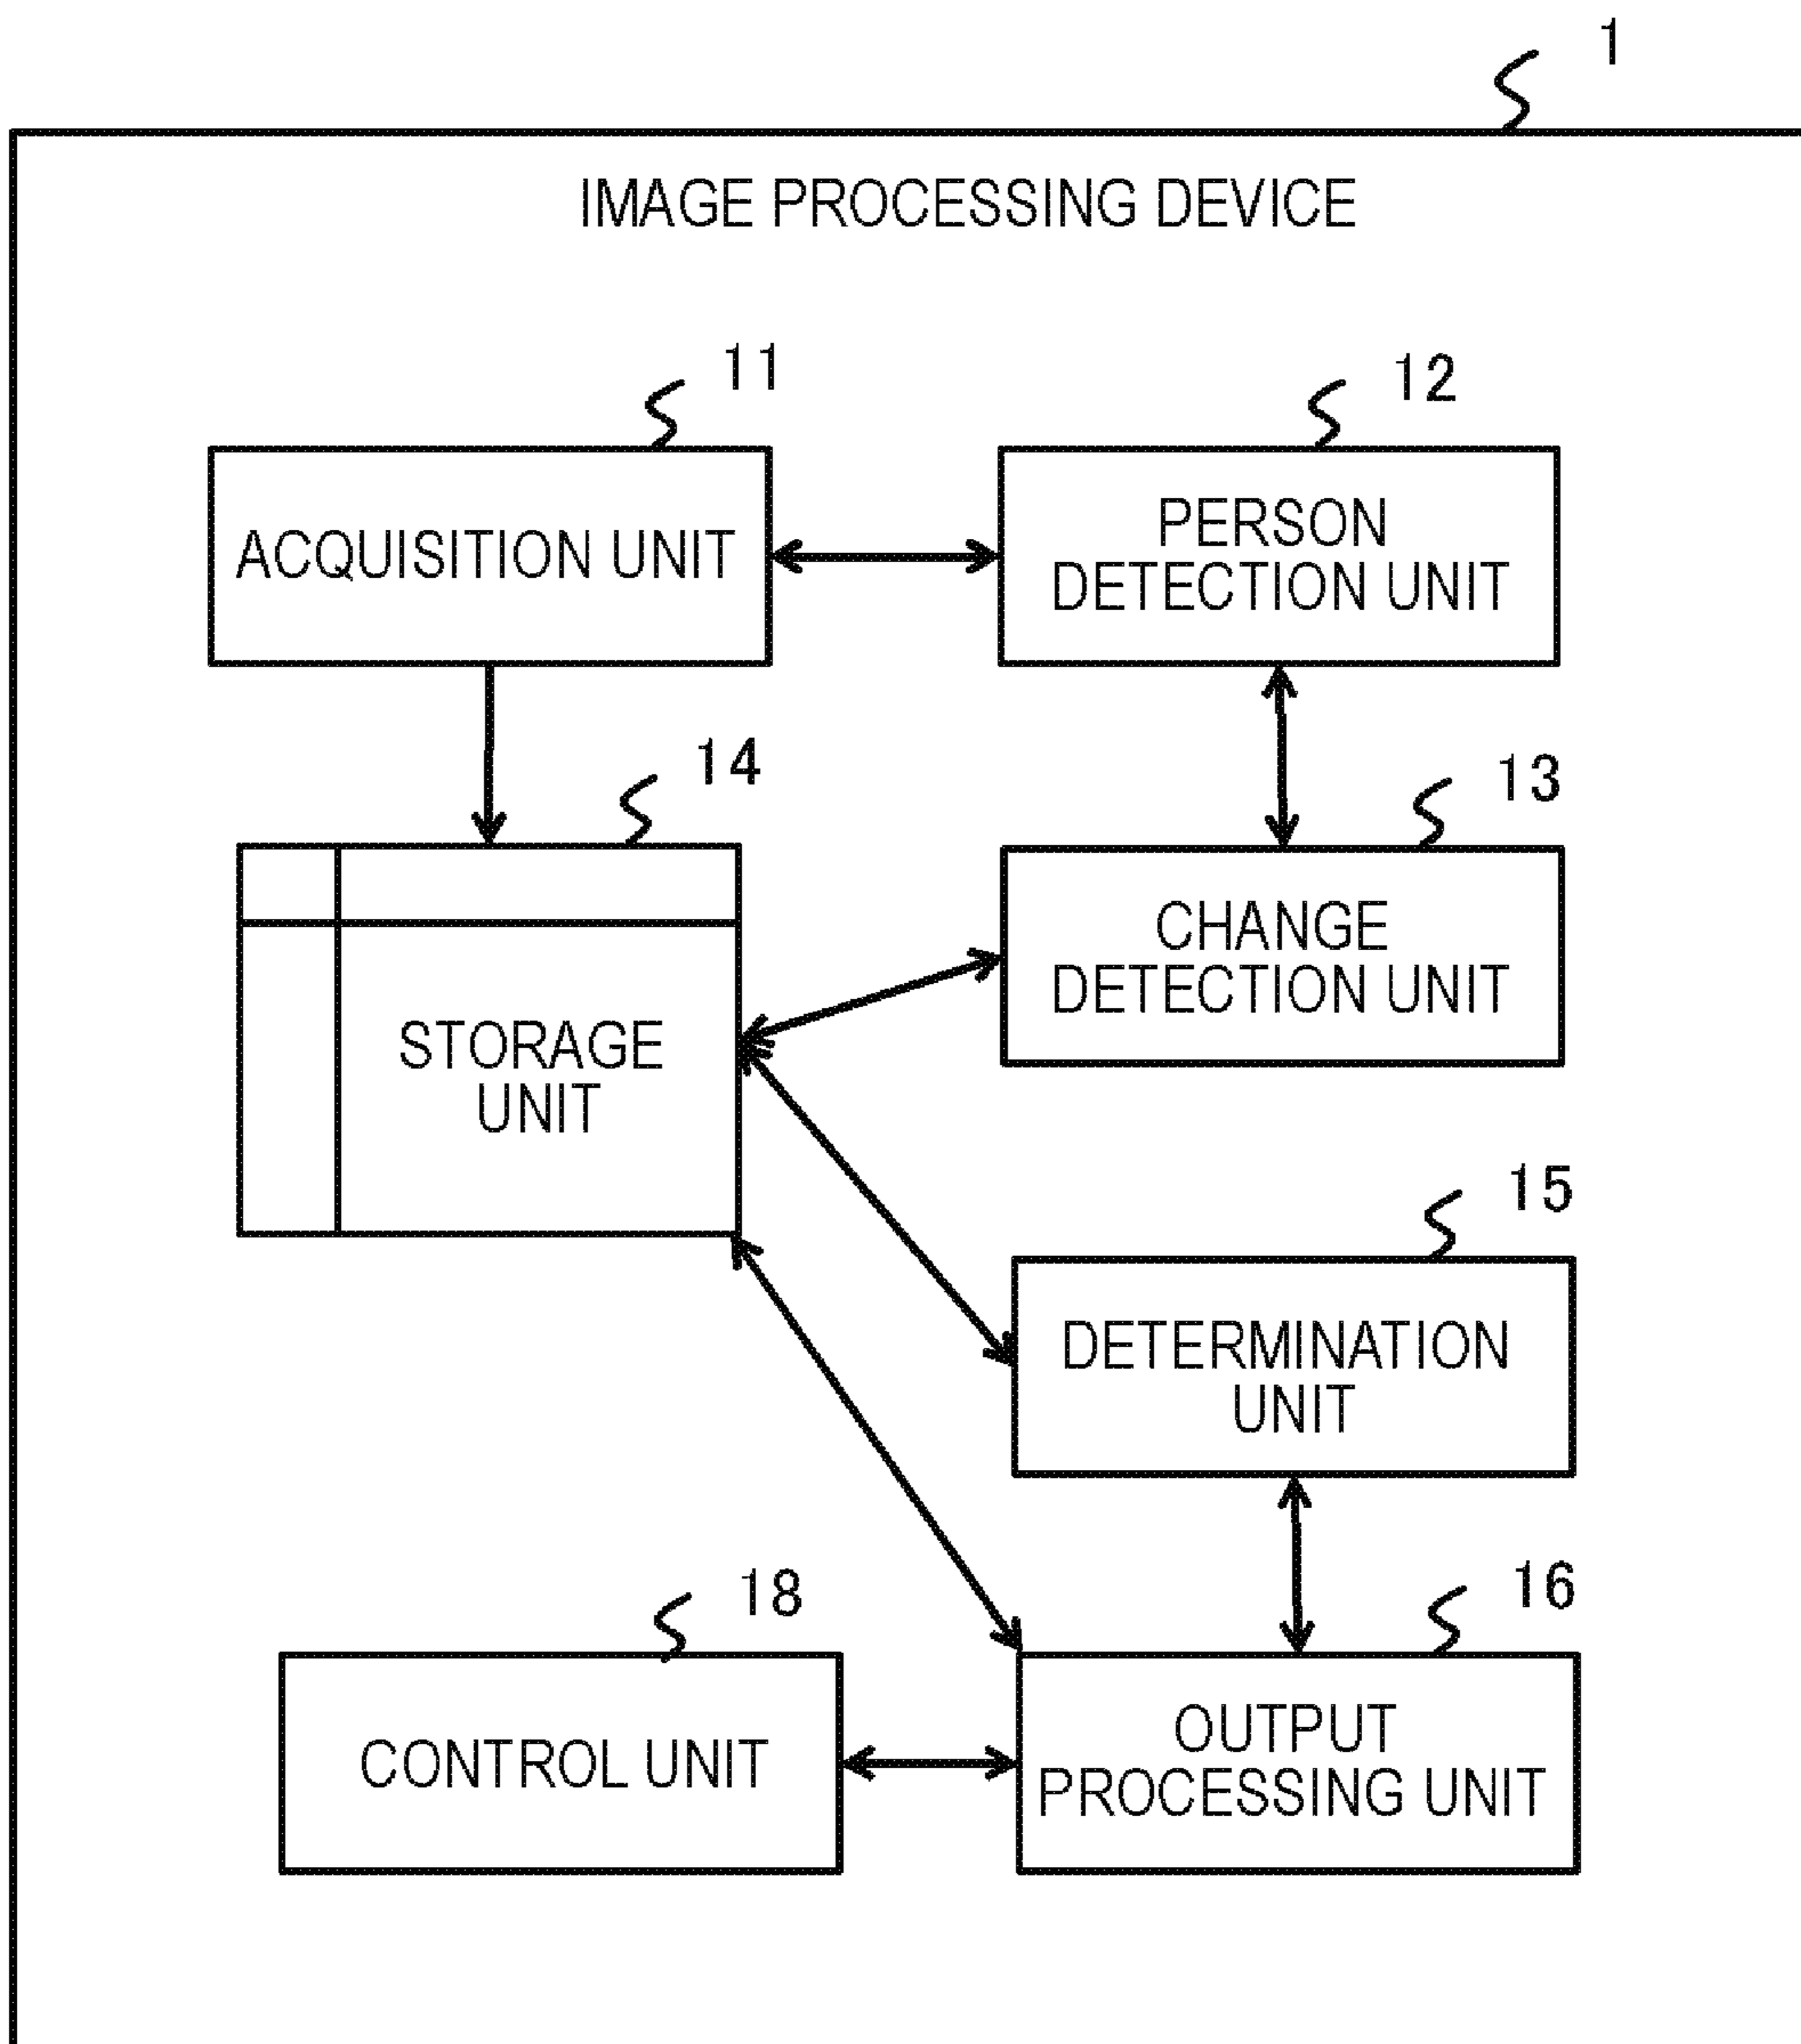 1
IMAGE PROCESSING DEVICE
11
12
ACQUISITION UNIT
PERSON
DETECTION UNIT
14
13
STORAGE
UNIT
CHANGE
DETECTION UNIT
15
DETERMINATION
UNIT
18
16
CONTROL UNIT
OUTPUT
PROCESSING UNIT